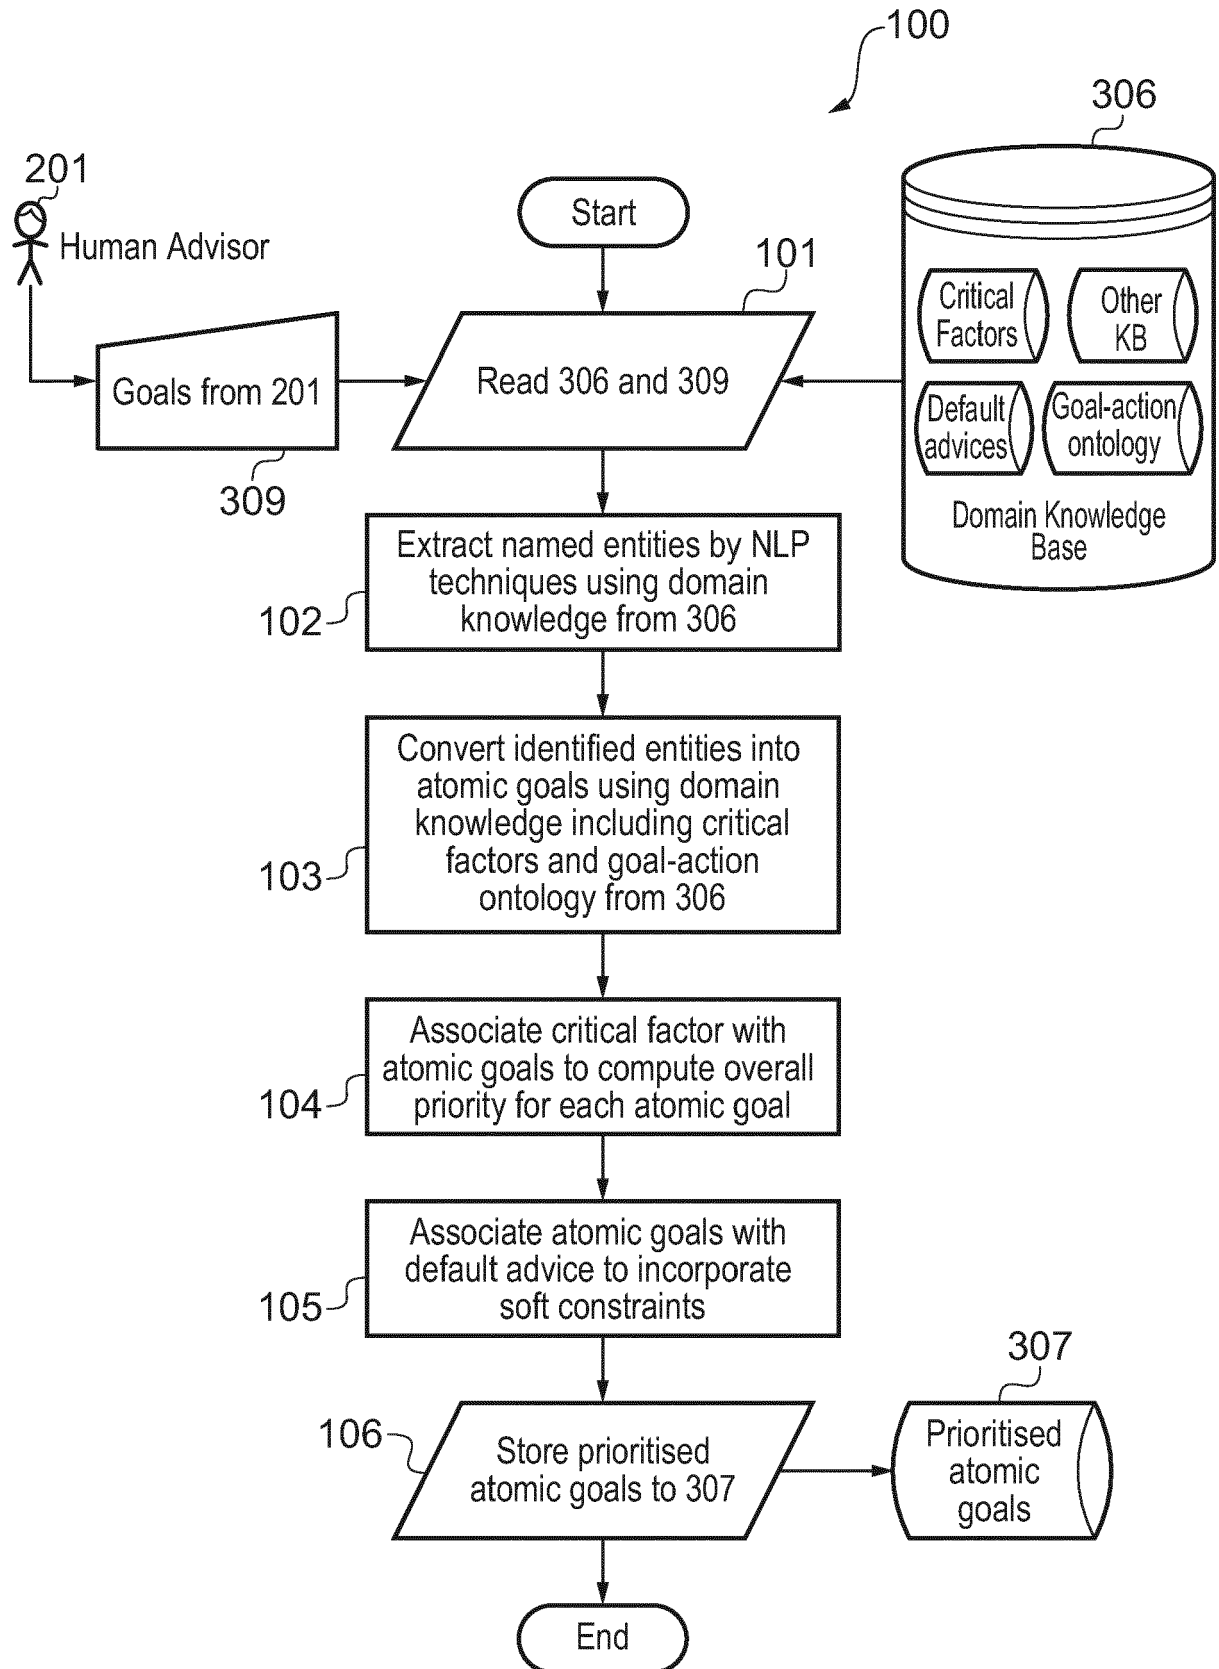 100
306
201
Human Advisor
Start
101
Critical
Factors
Other
KB
Goals from 201
Read 306 and 309
Default
advices
Goal-action
ontology
309
Domain Knowledge
Base
Extract named entities by NLP
techniques using domain
knowledge from 306
102
Convert identified entities into
atomic goals using domain
knowledge including critical
factors and goal-action
ontology from 306
103
Associate critical factor with
atomic goals to compute overall
priority for each atomic goal
104
Associate atomic goals with
default advice to incorporate
soft constraints
105
307
106
Store prioritised
atomic goals to 307
Prioritised
atomic
goals
End